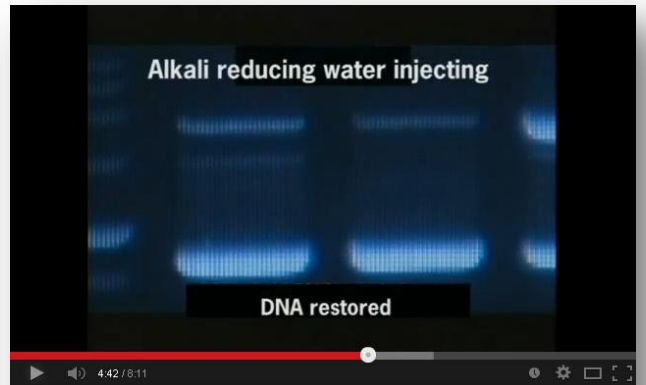 Alkali reducing water injecting
DNA restored
4:42 / 8:11